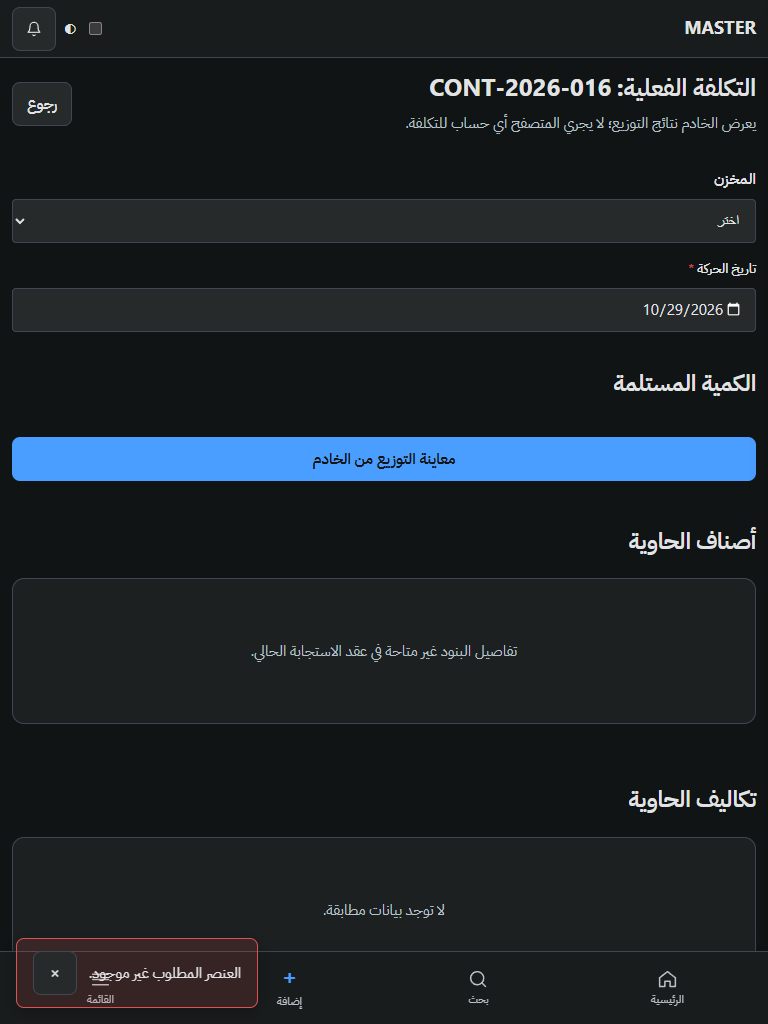 MASTER
التكلفة الفعلية: CONT-2026-016
رجوع
يعرض الخادم نتائج التوزيع؛ لا يجري المتصفح أي حساب للتكلفة.
المخزن
اختر
تاريخ الحركة *
10/29/2026
الكمية المستلمة
معاينة التوزيع من الخادم
أصناف الحاوية
تفاصيل البنود غير متاحة في عقد الاستجابة الحالي.
تكاليف الحاوية
لا توجد بيانات مطابقة.
العنصر المطلوب غير موجود.
×
الرئيسية
بحث
إضافة
القائمة